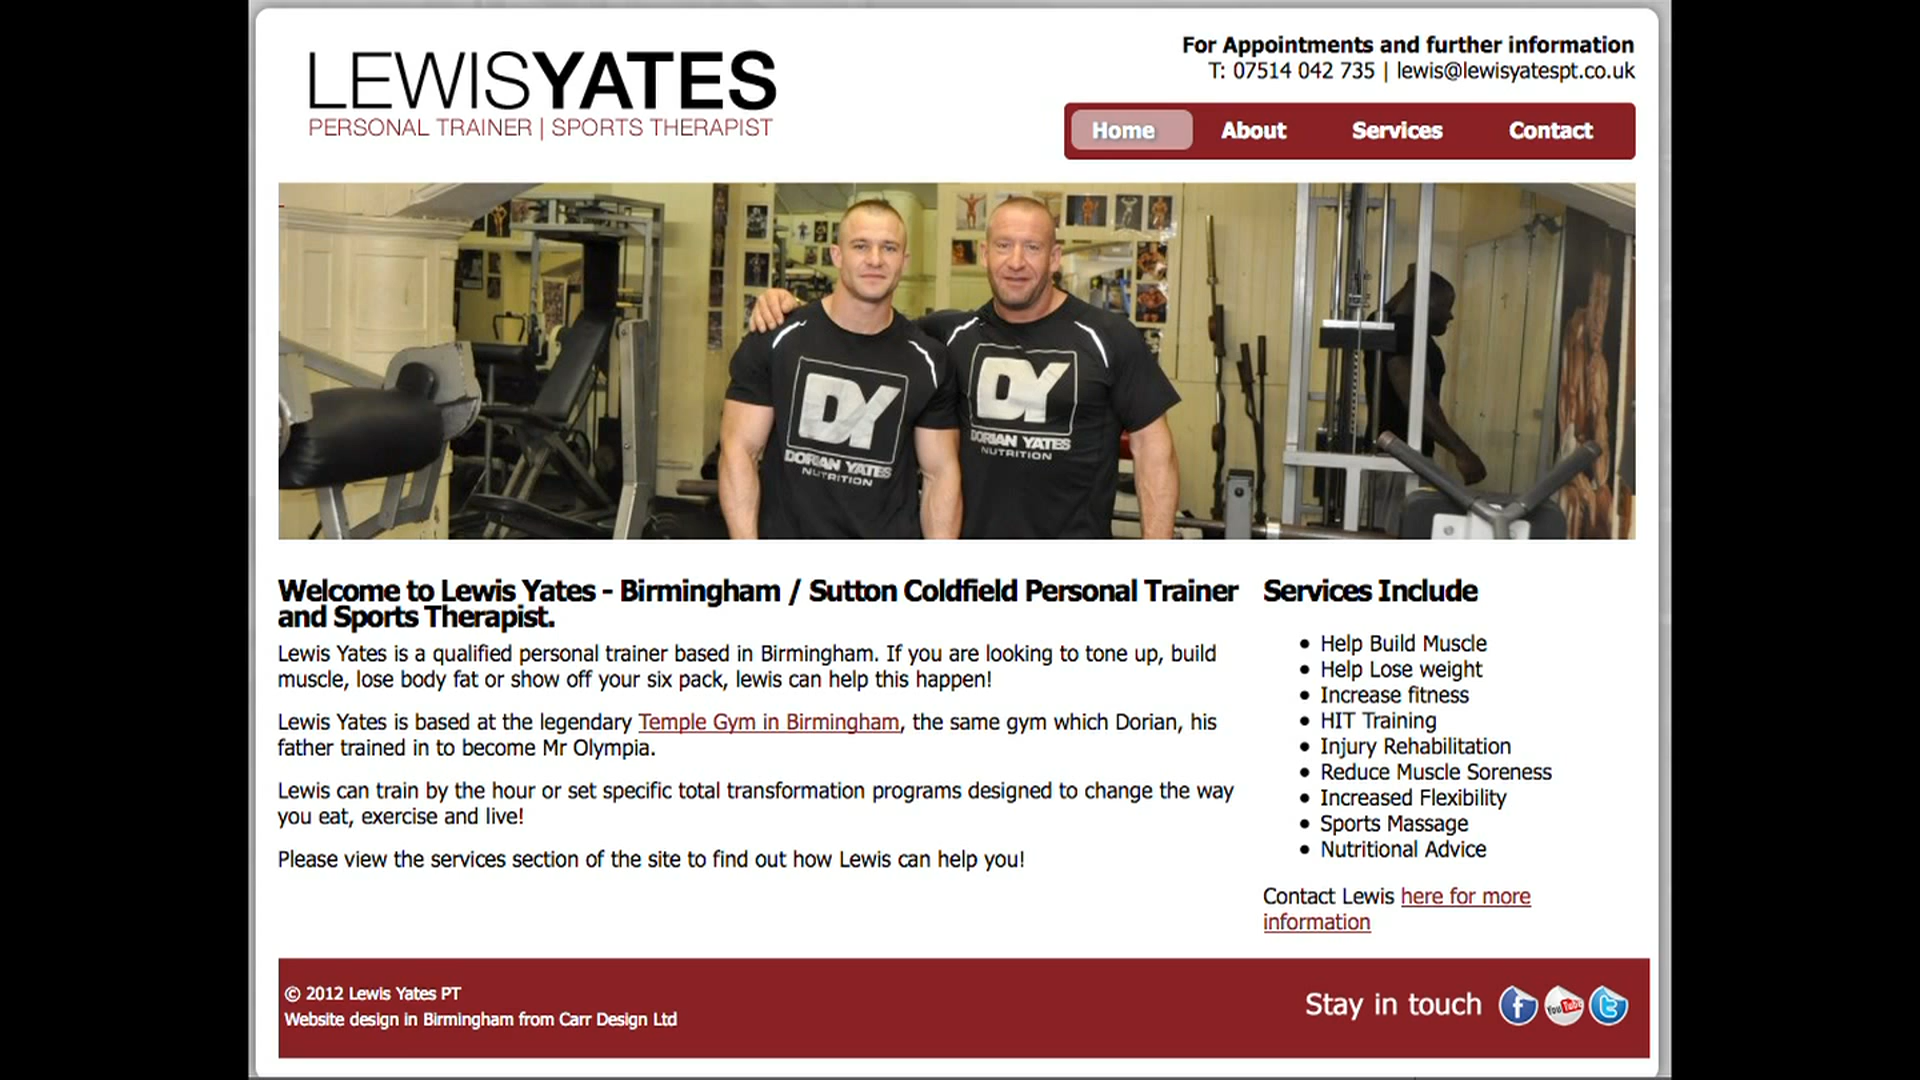 LEWISYATES
PERSONAL TRAINER | SPORTS THERAPIST
For Appointments and further information
T: 07514 042 735 | lewis@lewisyatespt.co.uk
Home About Services Contact
DY
DORIAN YATES
NUTRITION
DY
DORIAN YATES
NUTRITION
Welcome to Lewis Yates - Birmingham / Sutton Coldfield Personal Trainer
and Sports Therapist.
Lewis Yates is a qualified personal trainer based in Birmingham. If you are looking to tone up, build
muscle, lose body fat or show off your six pack, lewis can help this happen!
Lewis Yates is based at the legendary Temple Gym in Birmingham, the same gym which Dorian, his
father trained in to become Mr Olympia.
Lewis can train by the hour or set specific total transformation programs designed to change the way
you eat, exercise and live!
Please view the services section of the site to find out how Lewis can help you!
Services Include
• Help Build Muscle
• Help Lose weight
• Increase fitness
• HIT Training
• Injury Rehabilitation
• Reduce Muscle Soreness
• Increased Flexibility
• Sports Massage
• Nutritional Advice
Contact Lewis here for more
information
© 2012 Lewis Yates PT
Website design in Birmingham from Carr Design Ltd
Stay in touch f You Tube t